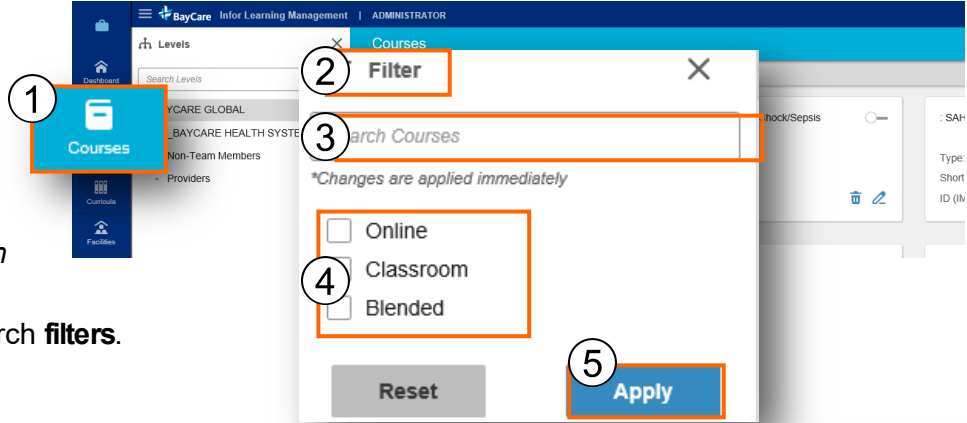 BayCare Infor Learning Management | ADMINISTRATOR
Levels
Courses
Dashboard
Search Levels
1
2
Filter
YCARE GLOBAL
_BAYCARE HEALTH SYSTE
Non-Team Members
Providers
Courses
3
arch Courses
*Changes are applied immediately
hock/Sepsis
: SAH
Type:
Short
ID (IM
Curricula
Facilities
4
Online
Classroom
Blended
n
rch filters.
5
Reset
Apply